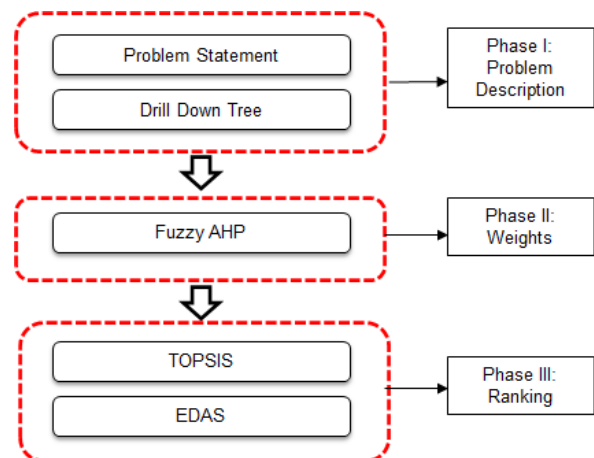 Problem Statement
Drill Down Tree
Phase I:
Problem
Description
Fuzzy AHP
Phase II:
Weights
TOPSIS
EDAS
Phase III:
Ranking